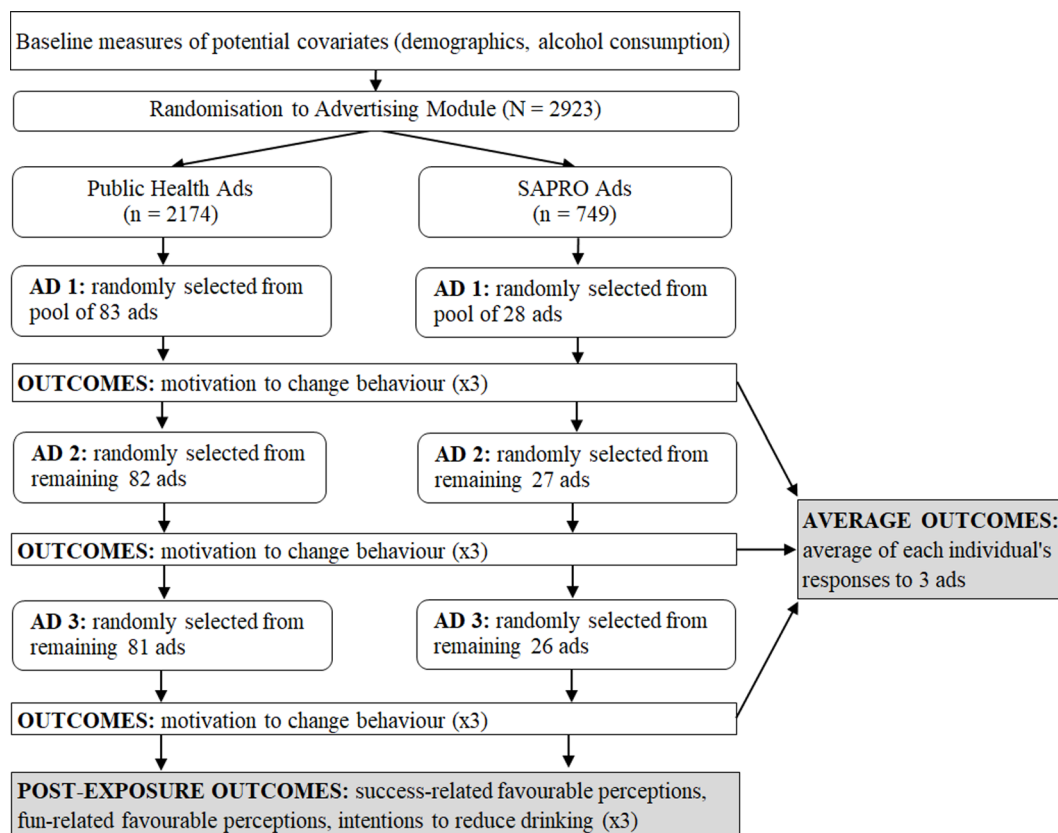 Baseline measures of potential covariates (demographics, alcohol consumption)
Randomisation to Advertising Module (N = 2923)
Public Health Ads
(n = 2174)
SAPRO Ads
(n = 749)
AD 1: randomly selected from
pool of 83 ads
AD 1: randomly selected from
pool of 28 ads
OUTCOMES: motivation to change behaviour (x3)
AD 2: randomly selected from
remaining 82 ads
AD 2: randomly selected from
remaining 27 ads
OUTCOMES: motivation to change behaviour (x3)
AD 3: randomly selected from
remaining 81 ads
AD 3: randomly selected from
remaining 26 ads
OUTCOMES: motivation to change behaviour (x3)
AVERAGE OUTCOMES:
average of each individual's
responses to 3 ads
POST-EXPOSURE OUTCOMES: success-related favourable perceptions,
fun-related favourable perceptions, intentions to reduce drinking (x3)